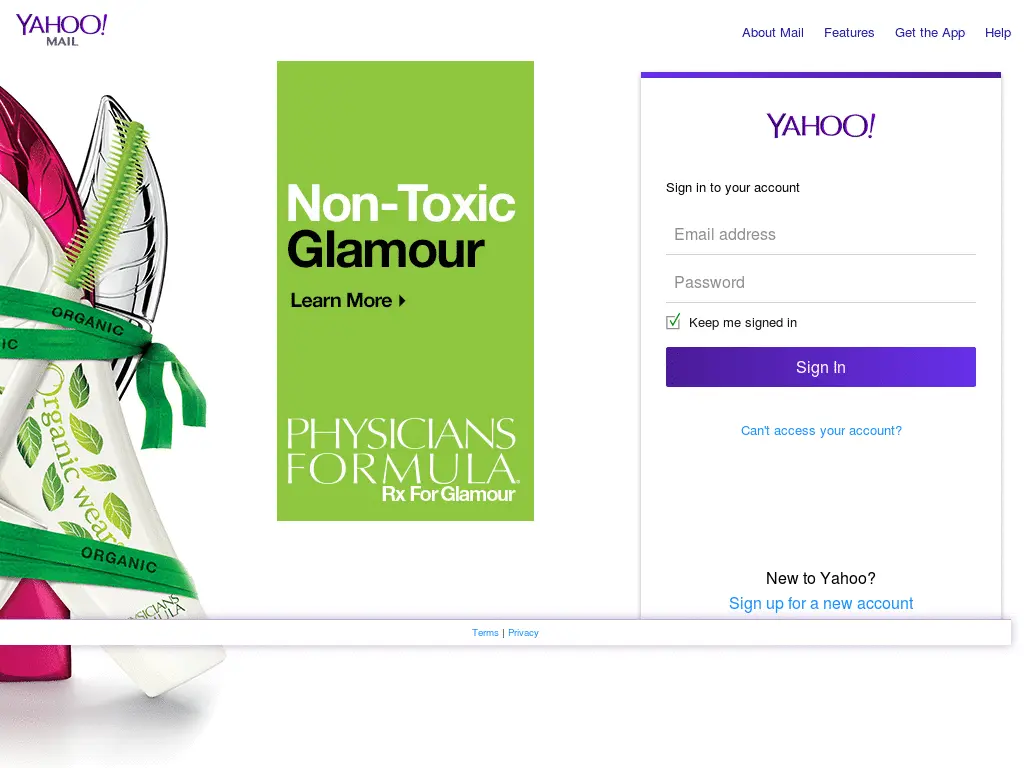 YAHOO!
MAIL
About Mail
Features
Get the App
Help
ORGANIC
Organic wear
ORGANIC
PHYSICIANS
FORMULA
Non-Toxic
Glamour
Learn More
PHYSICIANS
FORMULA®
Rx For Glamour
YAHOO!
Sign in to your account
Email address
Password
Keep me signed in
Sign In
Can't access your account?
New to Yahoo?
Sign up for a new account
Terms | Privacy